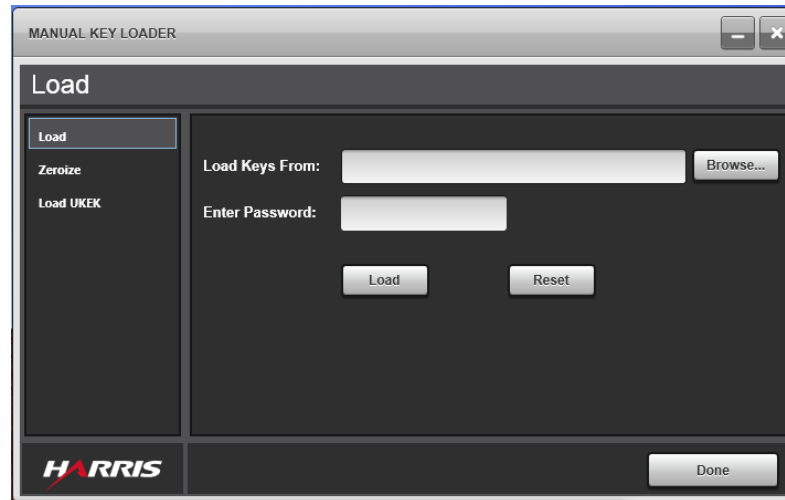 MANUAL KEY LOADER
Load
Load
Zeroize
Load UKEK
Load Keys From:
Browse...
Enter Password:
Load
Reset
HARRIS
Done